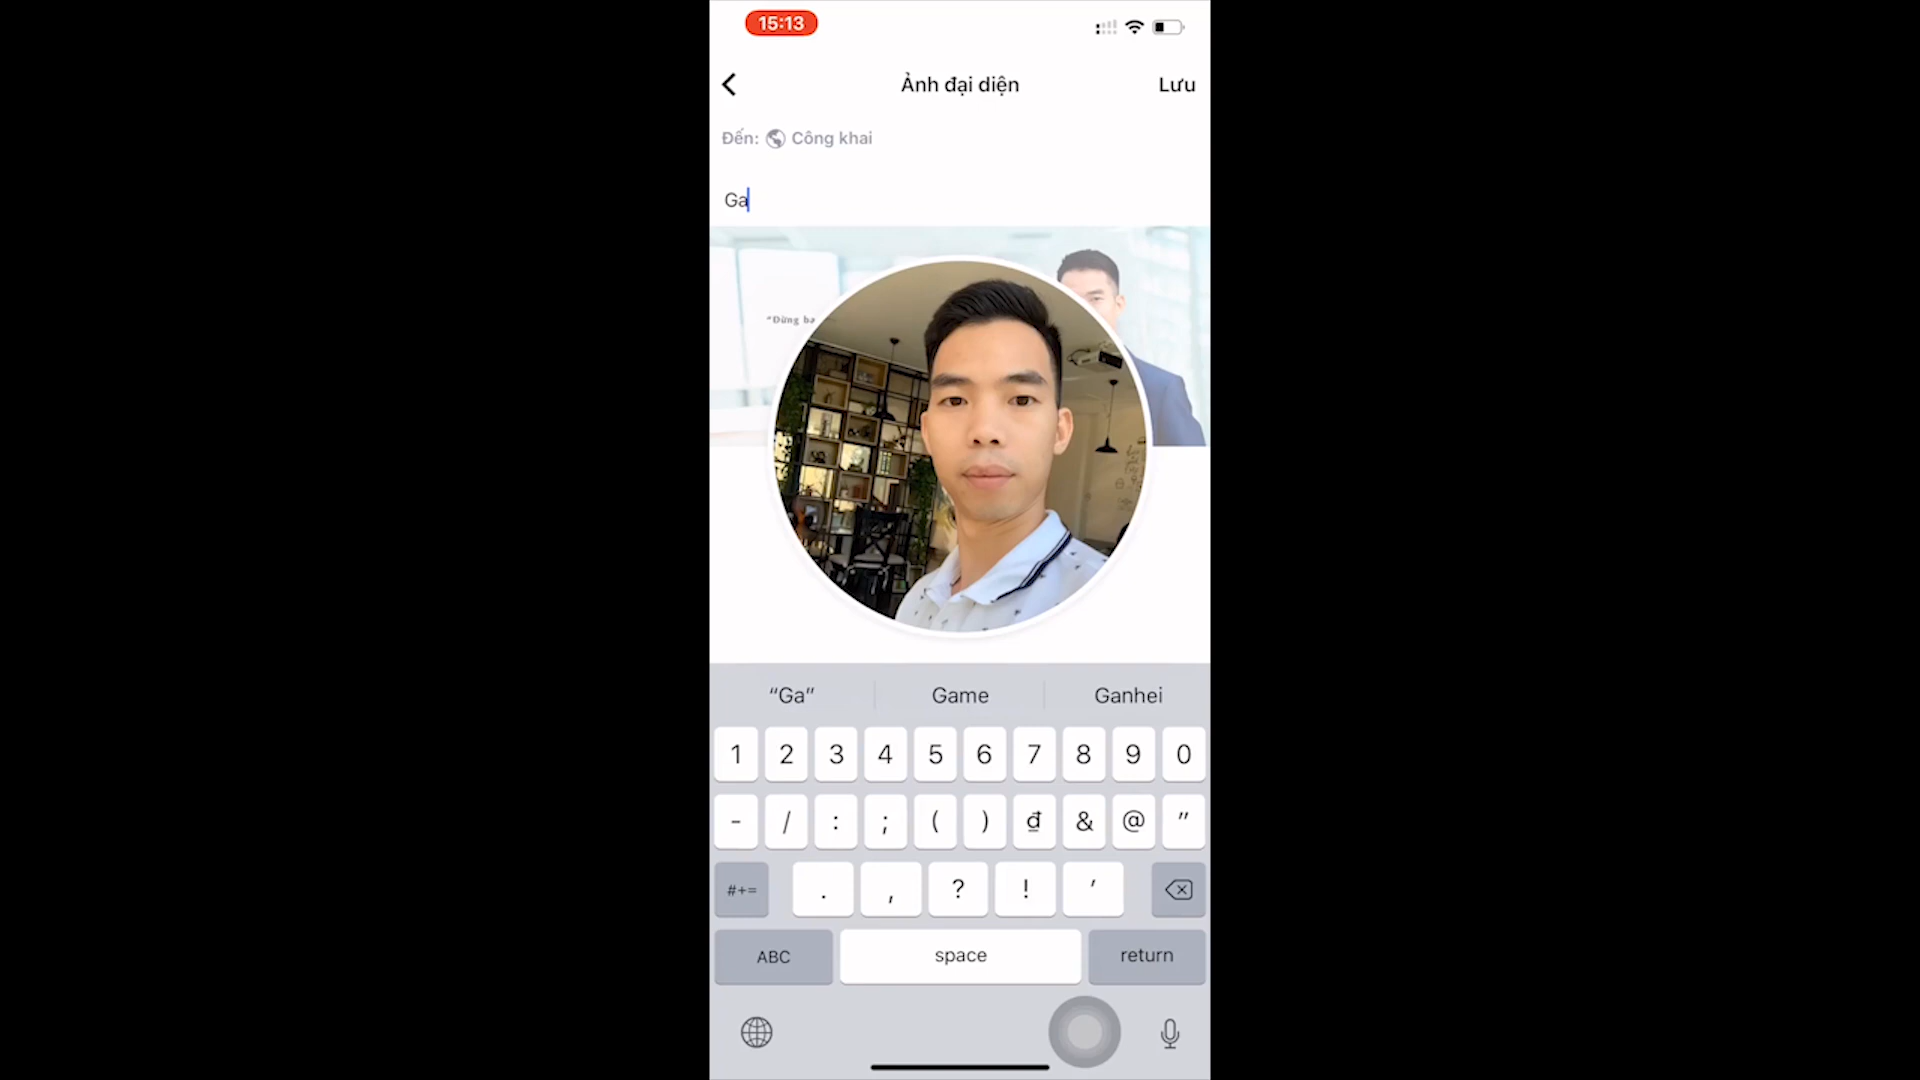 15:13
Ảnh đại diện
Lưu
Đến: Công khai
Ga
"Đừng ba
“Ga” Game Ganhei
1 2 3 4 5 6 7 8 9 0
- / : ; ( ) ₫ & @ "
#+= . , ? ! '
ABC space return